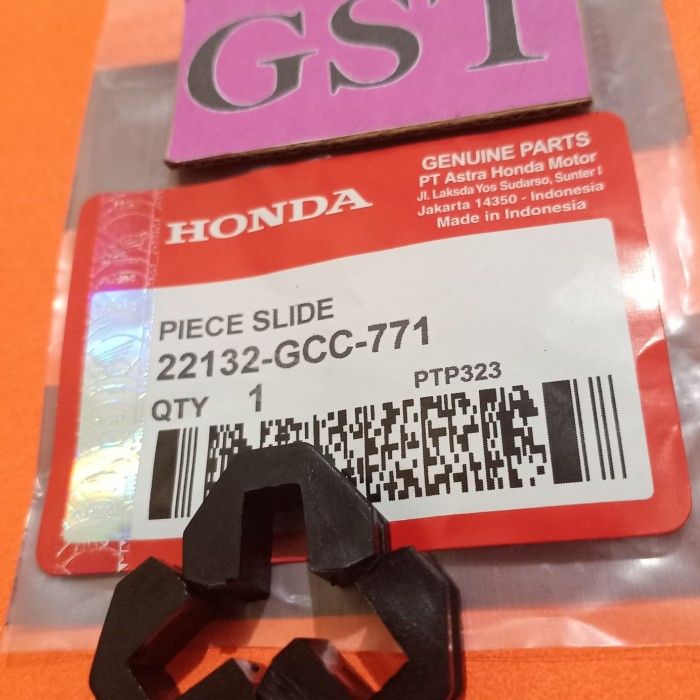 GST
HONDA
GENUINE PARTS
PT Astra Honda Motor
Jl. Laksda Yos Sudarso, Sunter I
Jakarta 14350 - Indonesia
Made in Indonesia
PIECE SLIDE
22132-GCC-771
PTP323
QTY 1